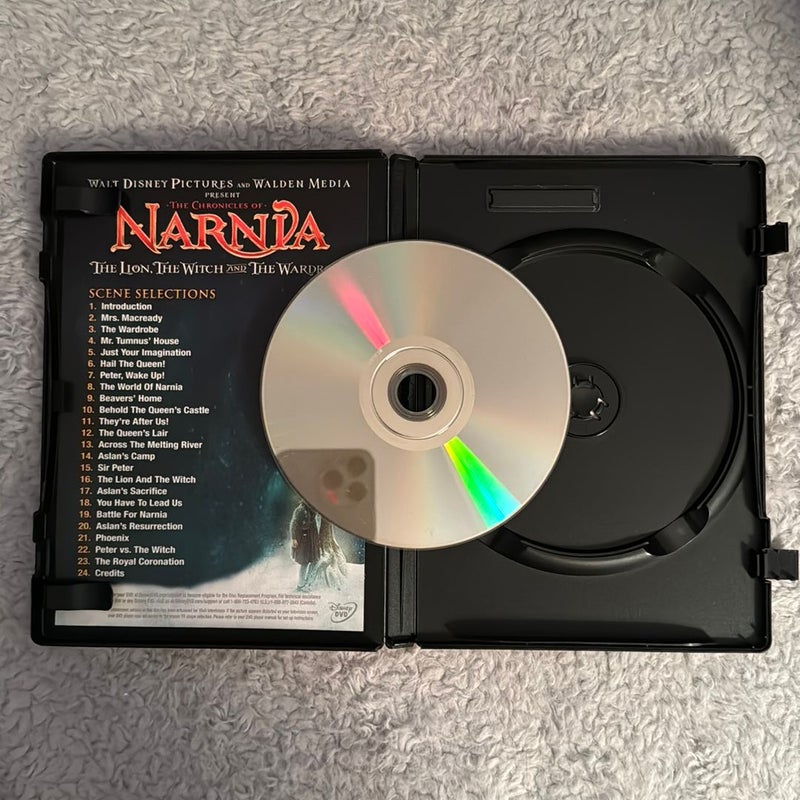 WALT DISNEY PICTURES AND WALDEN MEDIA
PRESENT
THE CHRONICLES OF
NARNIA
THE LION, THE WITCH AND THE
SCENE SELECTIONS
1. Introduction
2. Mrs. Macready
3. The Wardrobe
4. Mr. Tumnus' House
5. Just Your Imagination
6. Hail The Queen!
7. Peter, Wake Up!
8. The World Of Narnia
9. Beavers' Home
10. Behold The Queen's Castle
11. They're After Us!
12. The Queen's Lair
13. Across The Melting River
14. Aslan's Camp
15. Sir Peter
16. The Lion And The Witch
17. Aslan's Sacrifice
18. You Have To Lead Us
19. Battle For Narnia
20. Aslan's Resurrection
21. Phoenix
22. Peter vs. The Witch
23. The Royal Coronation
24. Credits
Disney
DVD